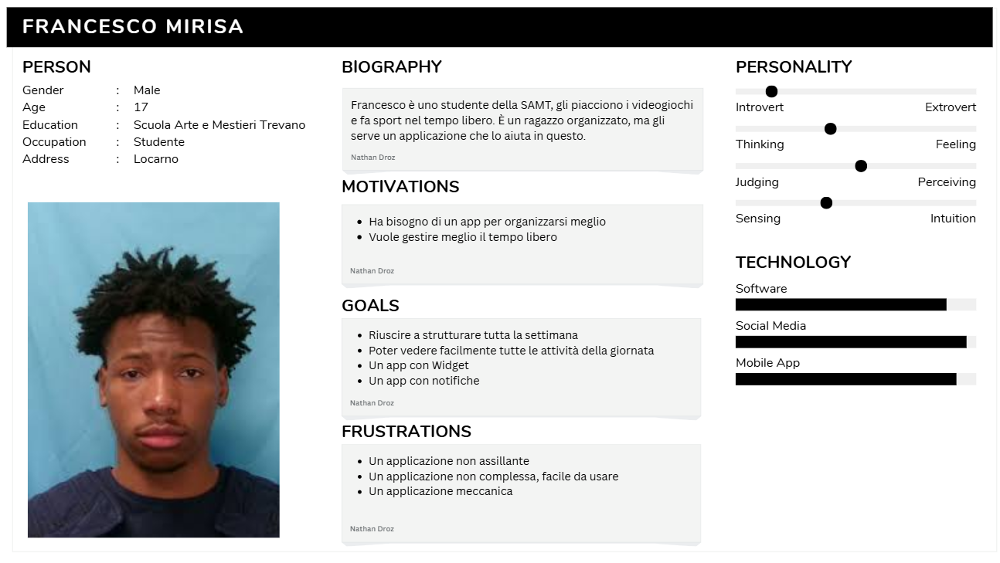 FRANCESCO MIRISA
PERSON
Gender : Male
Age : 17
Education : Scuola Arte e Mestieri Trevano
Occupation : Studente
Address : Locarno
BIOGRAPHY
Francesco è uno studente della SAMT, gli piacciono i videogiochi
e fa sport nel tempo libero. È un ragazzo organizzato, ma gli
serve un applicazione che lo aiuta in questo.
Nathan Droz
MOTIVATIONS
• Ha bisogno di un app per organizzarsi meglio
• Vuole gestire meglio il tempo libero
Nathan Droz
GOALS
• Riuscire a strutturare tutta la settimana
• Poter vedere facilmente tutte le attività della giornata
• Un app con Widget
• Un app con notifiche
Nathan Droz
FRUSTRATIONS
• Un applicazione non assillante
• Un applicazione non complessa, facile da usare
• Un applicazione meccanica
Nathan Droz
PERSONALITY
Introvert Extrovert
Thinking Feeling
Judging Perceiving
Sensing Intuition
TECHNOLOGY
Software
Social Media
Mobile App